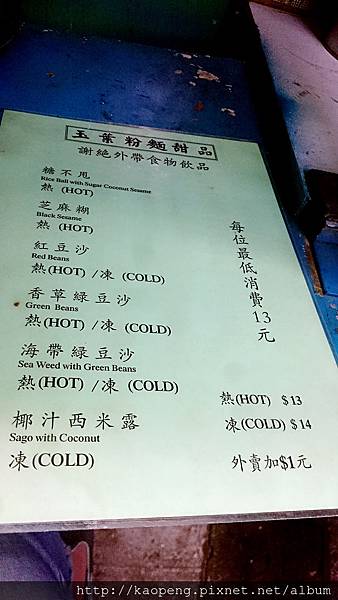 玉葉粉麵甜品
謝絕外帶食物飲品
糖不甩
Rice Ball with Sugar Coconut Sesame
熱 (HOT)
芝麻糊
Black Sesame
熱 (HOT)
紅豆沙
Red Beans
熱(HOT) /凍 (COLD)
香草綠豆沙
Green Beans
熱(HOT) /凍 (COLD)
海帶綠豆沙
Sea Weed with Green Beans
熱(HOT) /凍 (COLD)
椰汁西米露
Sago with Coconut
凍(COLD)
每位最低消費13元
熱(HOT) $13
凍(COLD) $14
外賣加$1元
http://kaopeng.pixnet.net/album